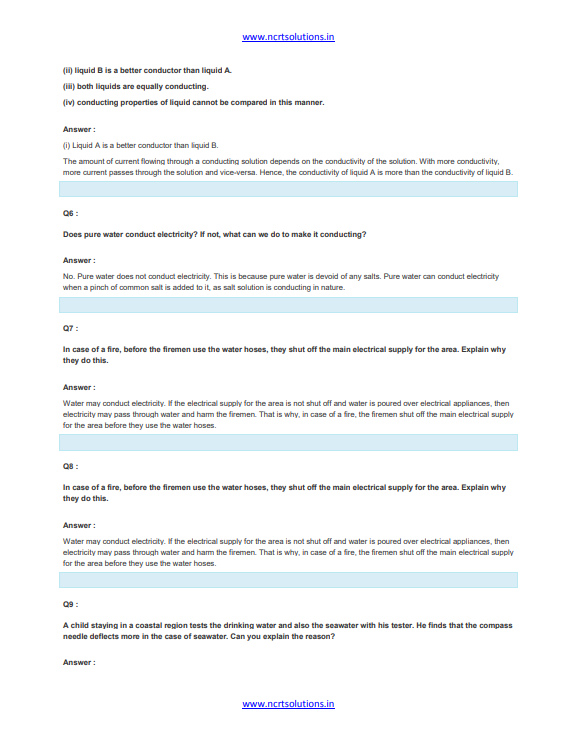 www.ncrtsolutions.in
(ii) liquid B is a better conductor than liquid A.
(iii) both liquids are equally conducting.
(iv) conducting properties of liquid cannot be compared in this manner.
Answer :
(i) Liquid A is a better conductor than liquid B.
The amount of current flowing through a conducting solution depends on the conductivity of the solution. With more conductivity,
more current passes through the solution and vice-versa. Hence, the conductivity of liquid A is more than the conductivity of liquid B.
Q6 :
Does pure water conduct electricity? If not, what can we do to make it conducting?
Answer :
No. Pure water does not conduct electricity. This is because pure water is devoid of any salts. Pure water can conduct electricity
when a pinch of common salt is added to it, as salt solution is conducting in nature.
Q7 :
In case of a fire, before the firemen use the water hoses, they shut off the main electrical supply for the area. Explain why
they do this.
Answer :
Water may conduct electricity. If the electrical supply for the area is not shut off and water is poured over electrical appliances, then
electricity may pass through water and harm the firemen. That is why, in case of a fire, the firemen shut off the main electrical supply
for the area before they use the water hoses.
Q8 :
In case of a fire, before the firemen use the water hoses, they shut off the main electrical supply for the area. Explain why
they do this.
Answer :
Water may conduct electricity. If the electrical supply for the area is not shut off and water is poured over electrical appliances, then
electricity may pass through water and harm the firemen. That is why, in case of a fire, the firemen shut off the main electrical supply
for the area before they use the water hoses.
Q9 :
A child staying in a coastal region tests the drinking water and also the seawater with his tester. He finds that the compass
needle deflects more in the case of seawater. Can you explain the reason?
Answer :
www.ncrtsolutions.in